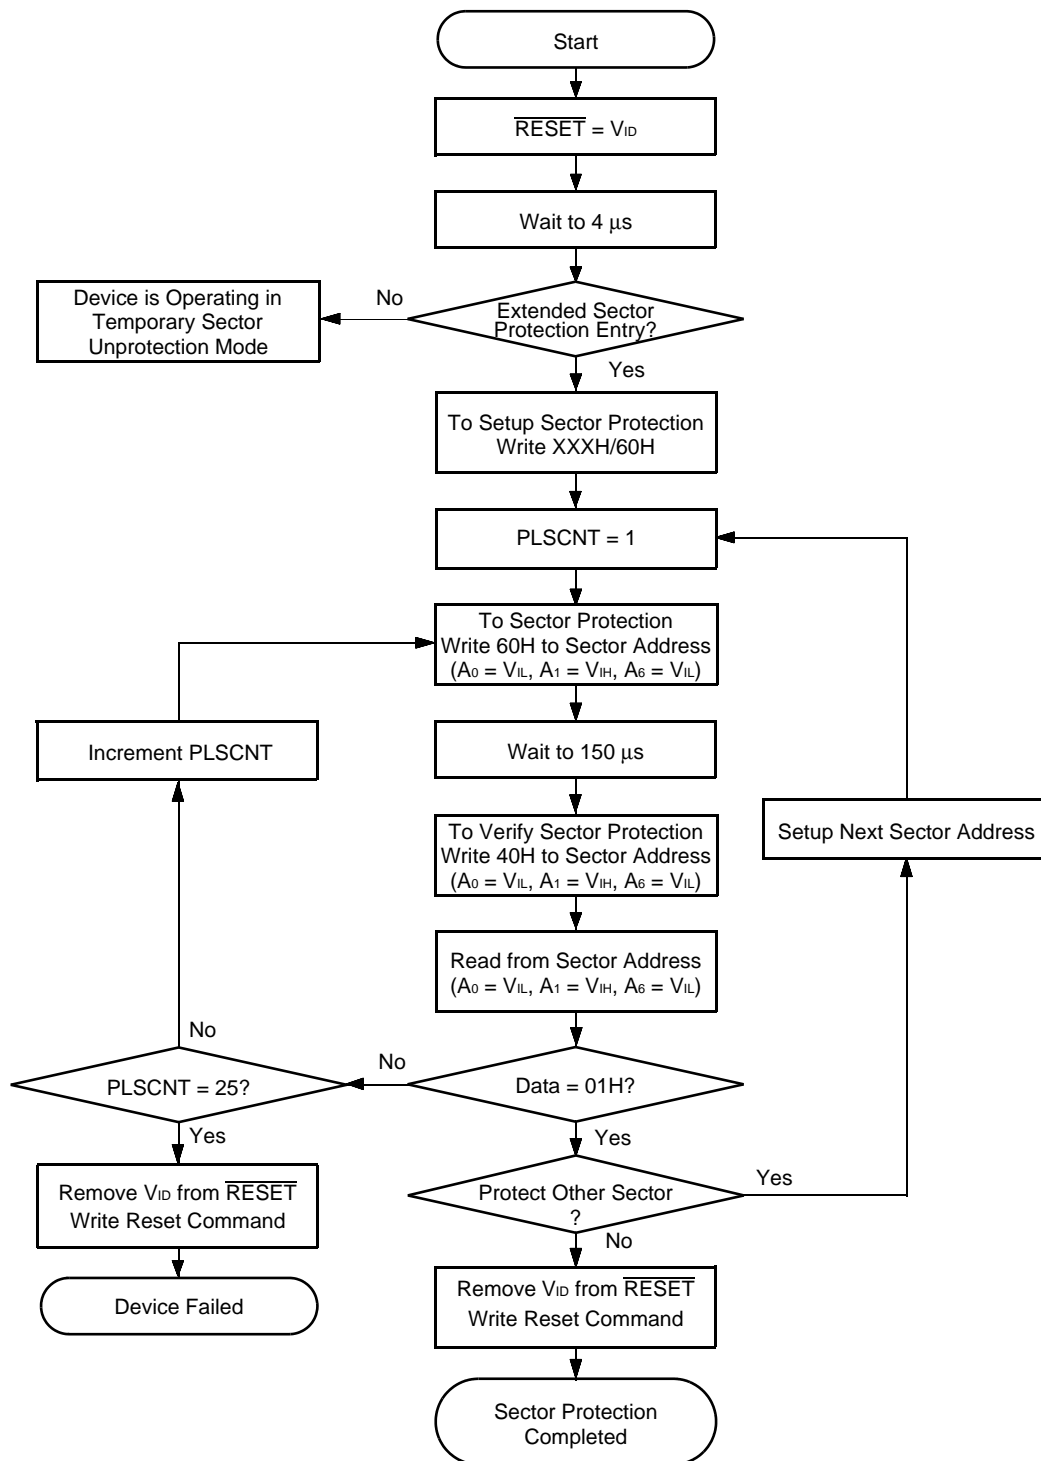 Start
RESET = VID
Wait to 4 μs
No
Device is Operating in
Temporary Sector
Unprotection Mode
Extended Sector
Protection Entry?
Yes
To Setup Sector Protection
Write XXXH/60H
PLSCNT = 1
To Sector Protection
Write 60H to Sector Address
(A0 = VIL, A1 = VIH, A6 = VIL)
Increment PLSCNT
Wait to 150 μs
To Verify Sector Protection
Write 40H to Sector Address
(A0 = VIL, A1 = VIH, A6 = VIL)
Setup Next Sector Address
Read from Sector Address
(A0 = VIL, A1 = VIH, A6 = VIL)
No
No
PLSCNT = 25?
Data = 01H?
Yes
Yes
Remove VID from RESET
Write Reset Command
Protect Other Sector
?
Yes
No
Device Failed
Remove VID from RESET
Write Reset Command
Sector Protection
Completed